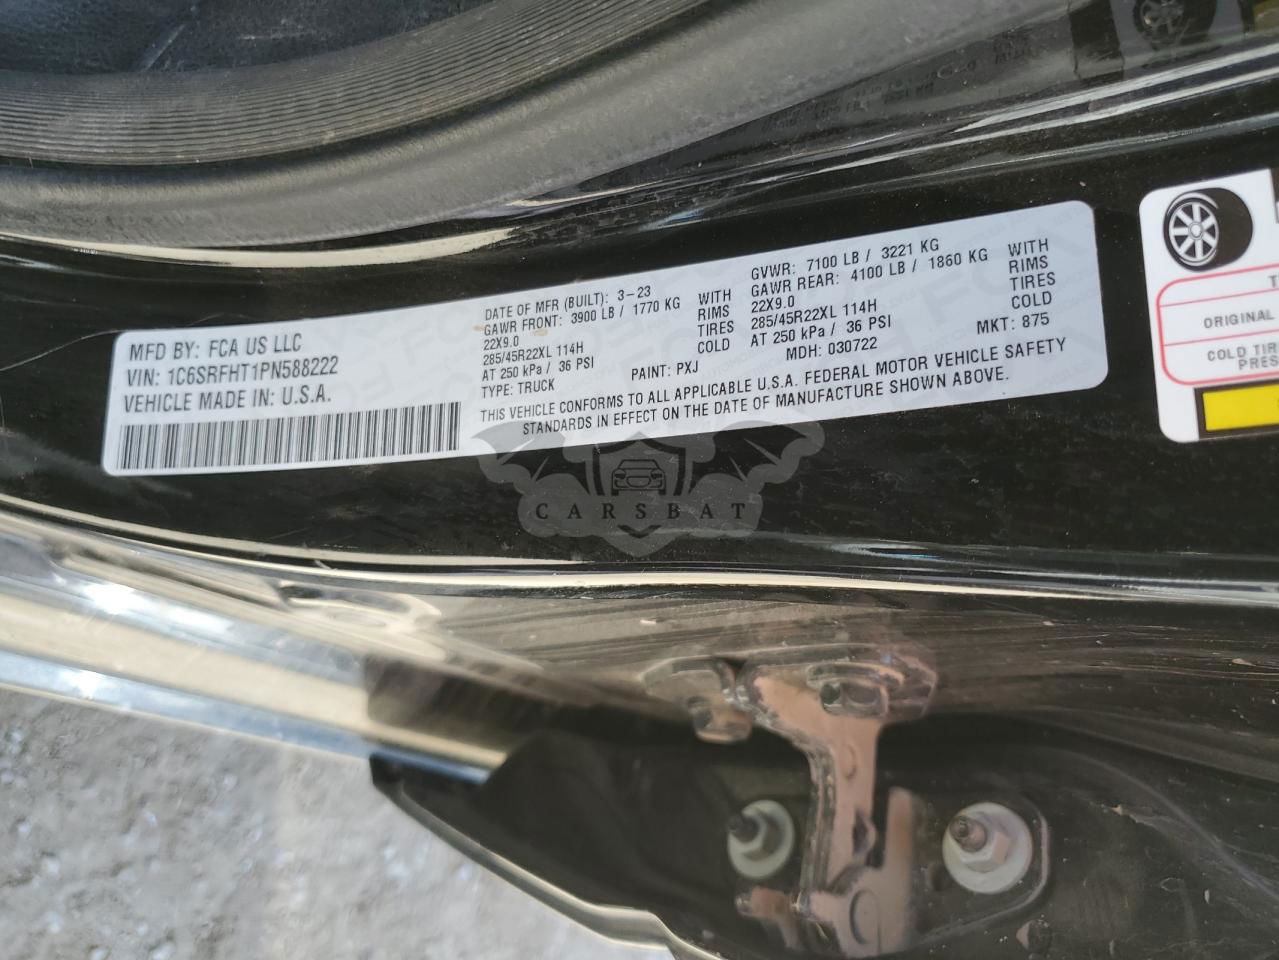 MFD BY: FCA US LLC
VIN: 1C6SRFHT1PN588222
VEHICLE MADE IN: U.S.A.
DATE OF MFR (BUILT): 3-23
GAWR FRONT: 3900 LB / 1770 KG WITH
22X9.0 RIMS
285/45R22XL 114H TIRES
AT 250 kPa / 36 PSI COLD
TYPE: TRUCK PAINT: PXJ
GVWR: 7100 LB / 3221 KG
GAWR REAR: 4100 LB / 1860 KG WITH
22X9.0 RIMS
285/45R22XL 114H TIRES
AT 250 kPa / 36 PSI COLD
MDH: 030722 MKT: 875
THIS VEHICLE CONFORMS TO ALL APPLICABLE U.S.A. FEDERAL MOTOR VEHICLE SAFETY
STANDARDS IN EFFECT ON THE DATE OF MANUFACTURE SHOWN ABOVE.
ORIGINAL
COLD
CARSBAT